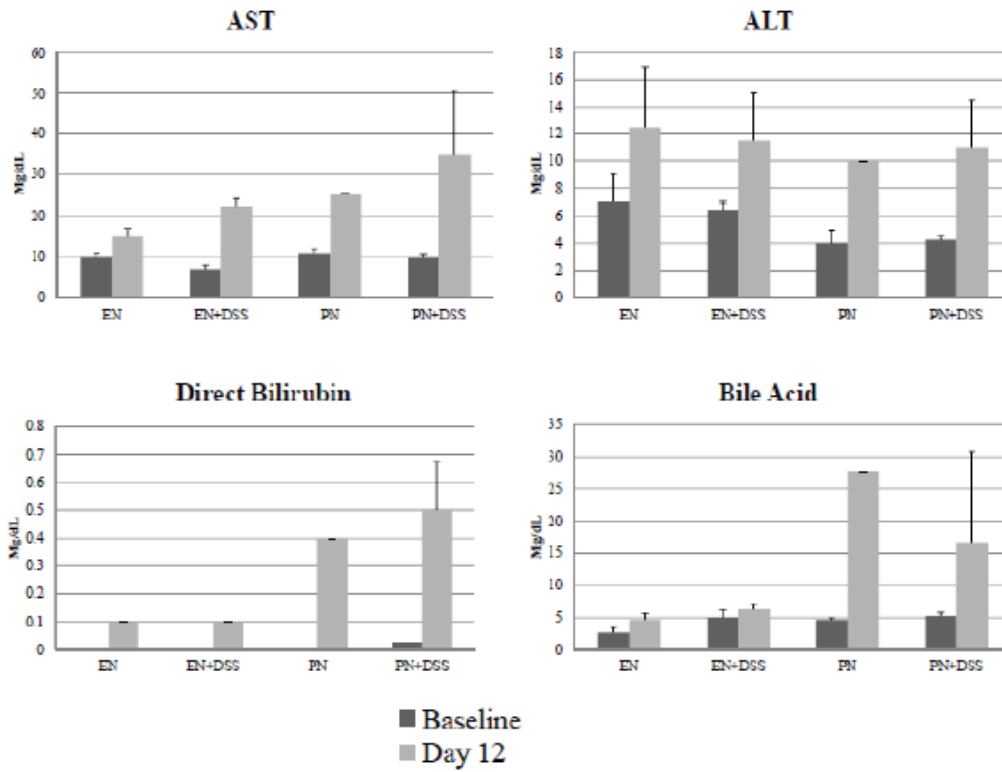 AST
60
50
40
30
20
10
0
Mg/dL
EN EN+DSS PN PN+DSS
ALT
18
16
14
12
10
8
6
4
2
0
Mg/dL
EN EN+DSS PN PN+DSS
Direct Bilirubin
0.8
0.7
0.6
0.5
0.4
0.3
0.2
0.1
0
Mg/dL
EN EN+DSS PN PN+DSS
Bile Acid
35
30
25
20
15
10
5
0
Mg/dL
EN EN+DSS PN PN+DSS
Baseline
Day 12